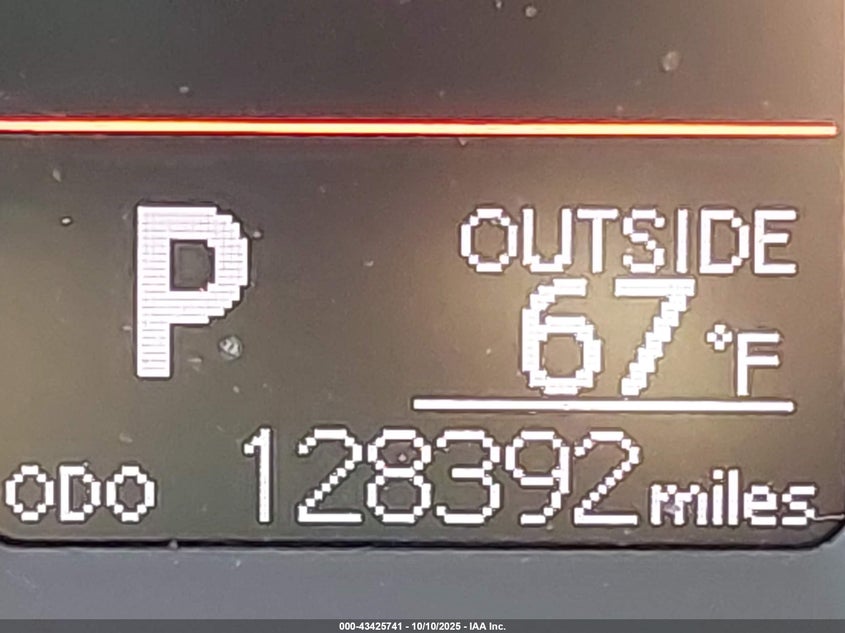 P
OUTSIDE
67 °F
ODO 128392 miles
000-43425741 - 10/10/2025 - IAA Inc.